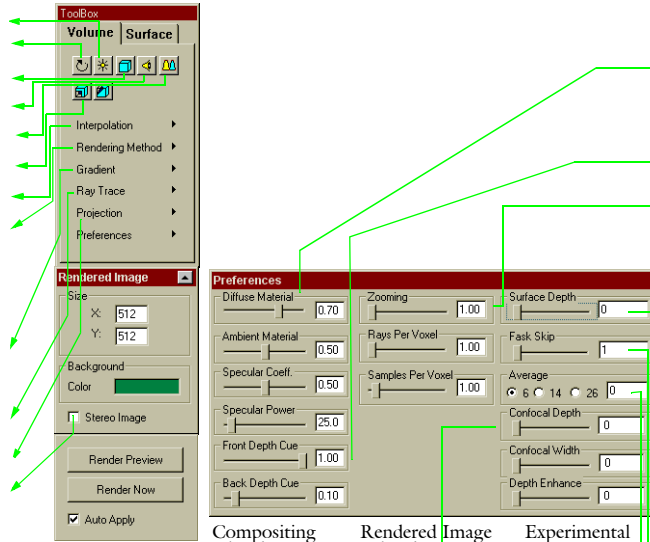 ToolBox
Volume Surface
Interpolation
Rendering Method
Gradient
Ray Trace
Projection
Preferences
Rendered Image
Size
X: 512
Y: 512
Background
Color
Stereo Image
Render Preview
Render Now
Auto Apply
Preferences
Diffuse Material
0.70
Ambient Material
0.50
Specular Coeff.
0.50
Specular Power
25.0
Front Depth Cue
1.00
Back Depth Cue
0.10
Zooming
1.00
Rays Per Voxel
1.00
Samples Per Voxel
1.00
Surface Depth
0
Fask Skip
1
Average
6 14 26 0
Confocal Depth
0
Confocal Width
0
Depth Enhance
0
Compositing Rendered Image Experimental